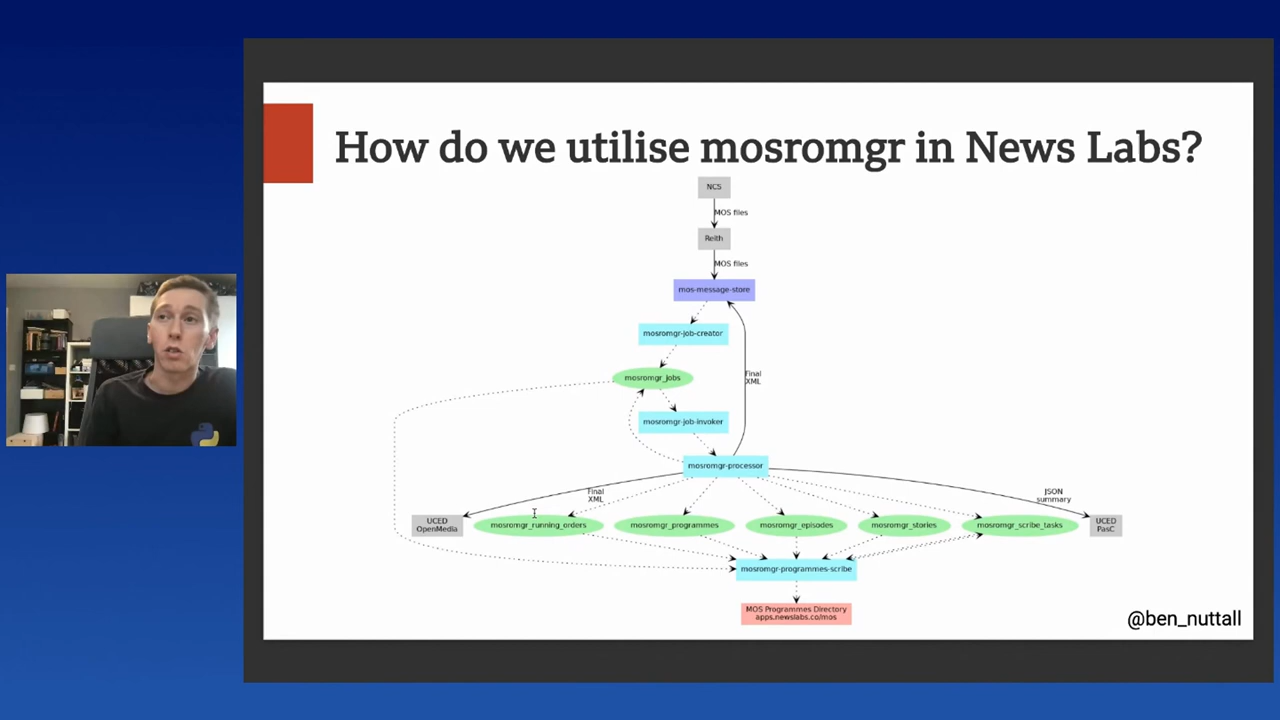 How do we utilise mosromgr in News Labs?
NCS
MOS files
Reith
MOS files
mos-message-store
mosromgr-job-creator
mosromgr_jobs
Final
XML
mosromgr-job-invoker
mosromgr-processor
Final
XML
JSON
summary
UCED
OpenMedia
mosromgr_running_orders
mosromgr_programmes
mosromgr_episodes
mosromgr_stories
mosromgr_scribe_tasks
UCED
PasC
mosromgr-programmes-scribe
MOS Programmes Directory
apps.newslabs.co/mos
@ben_nuttall